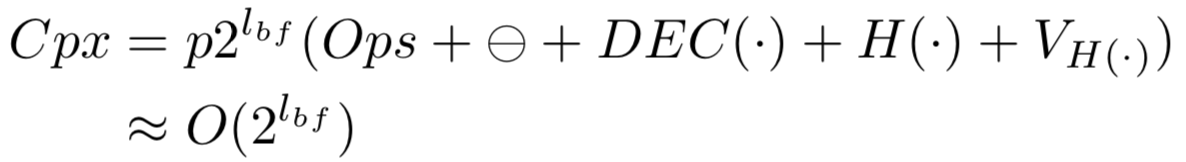 Cpx = p2^{l_{bf}}(Ops + ⊖ + DEC(·) + H(·) + V_{H(·)})
≈ O(2^{l_{bf}})